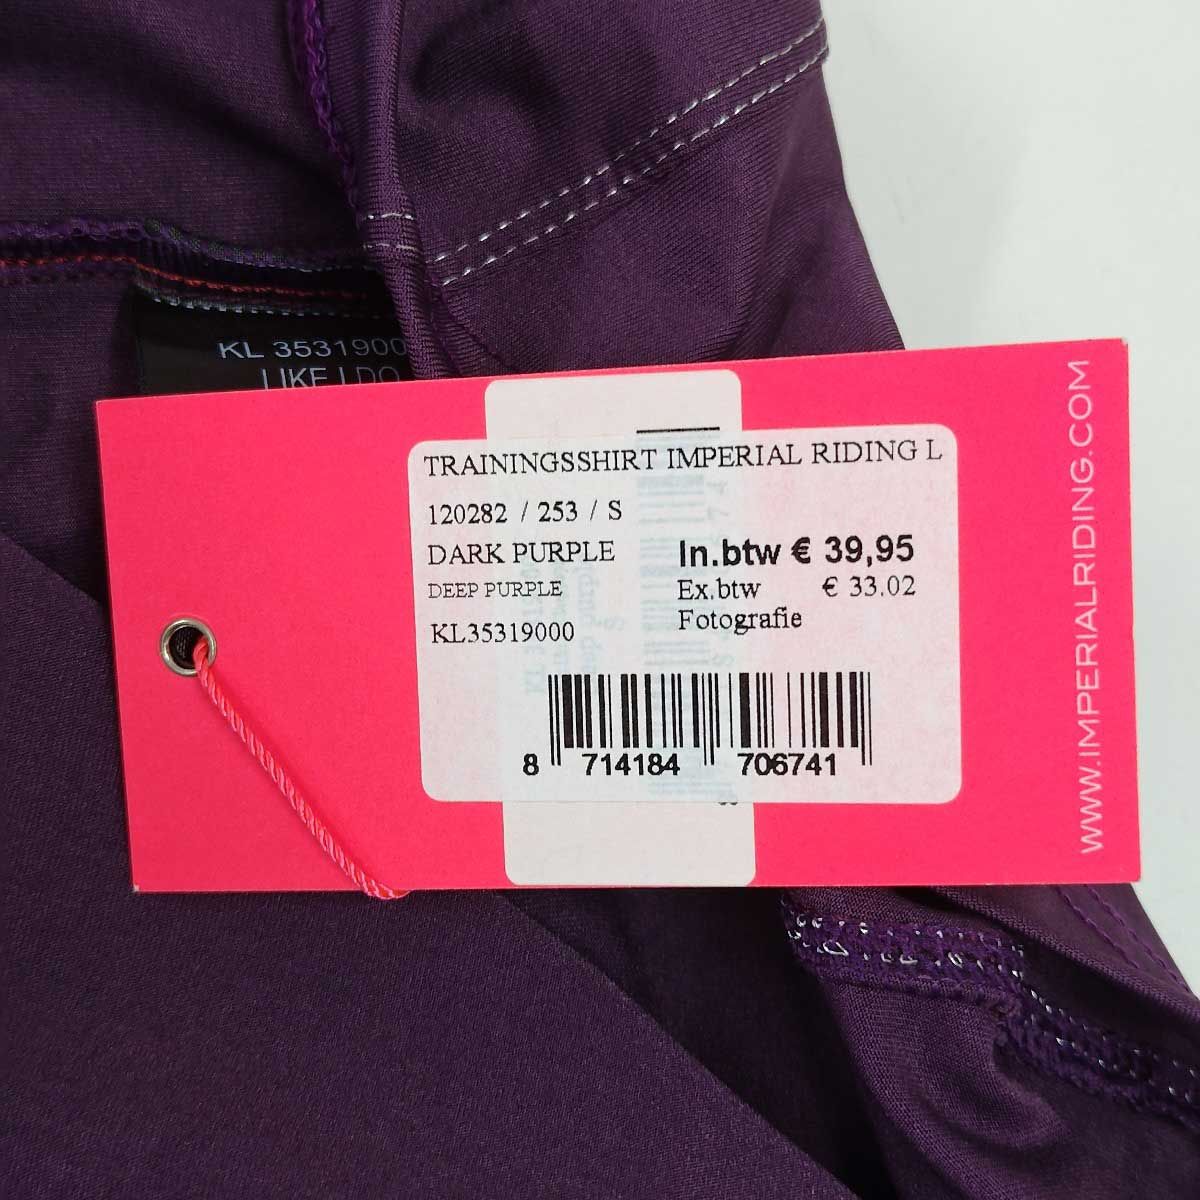 KL 3531900
LIKE I DO
TRAININGSSHIRT IMPERIAL RIDING L
120282 / 253 / S
DARK PURPLE
In.btw € 39,95
DEEP PURPLE
Ex.btw € 33.02
KL35319000
Fotografie
8 714184 706741
WWW.IMPERIALRIDING.COM